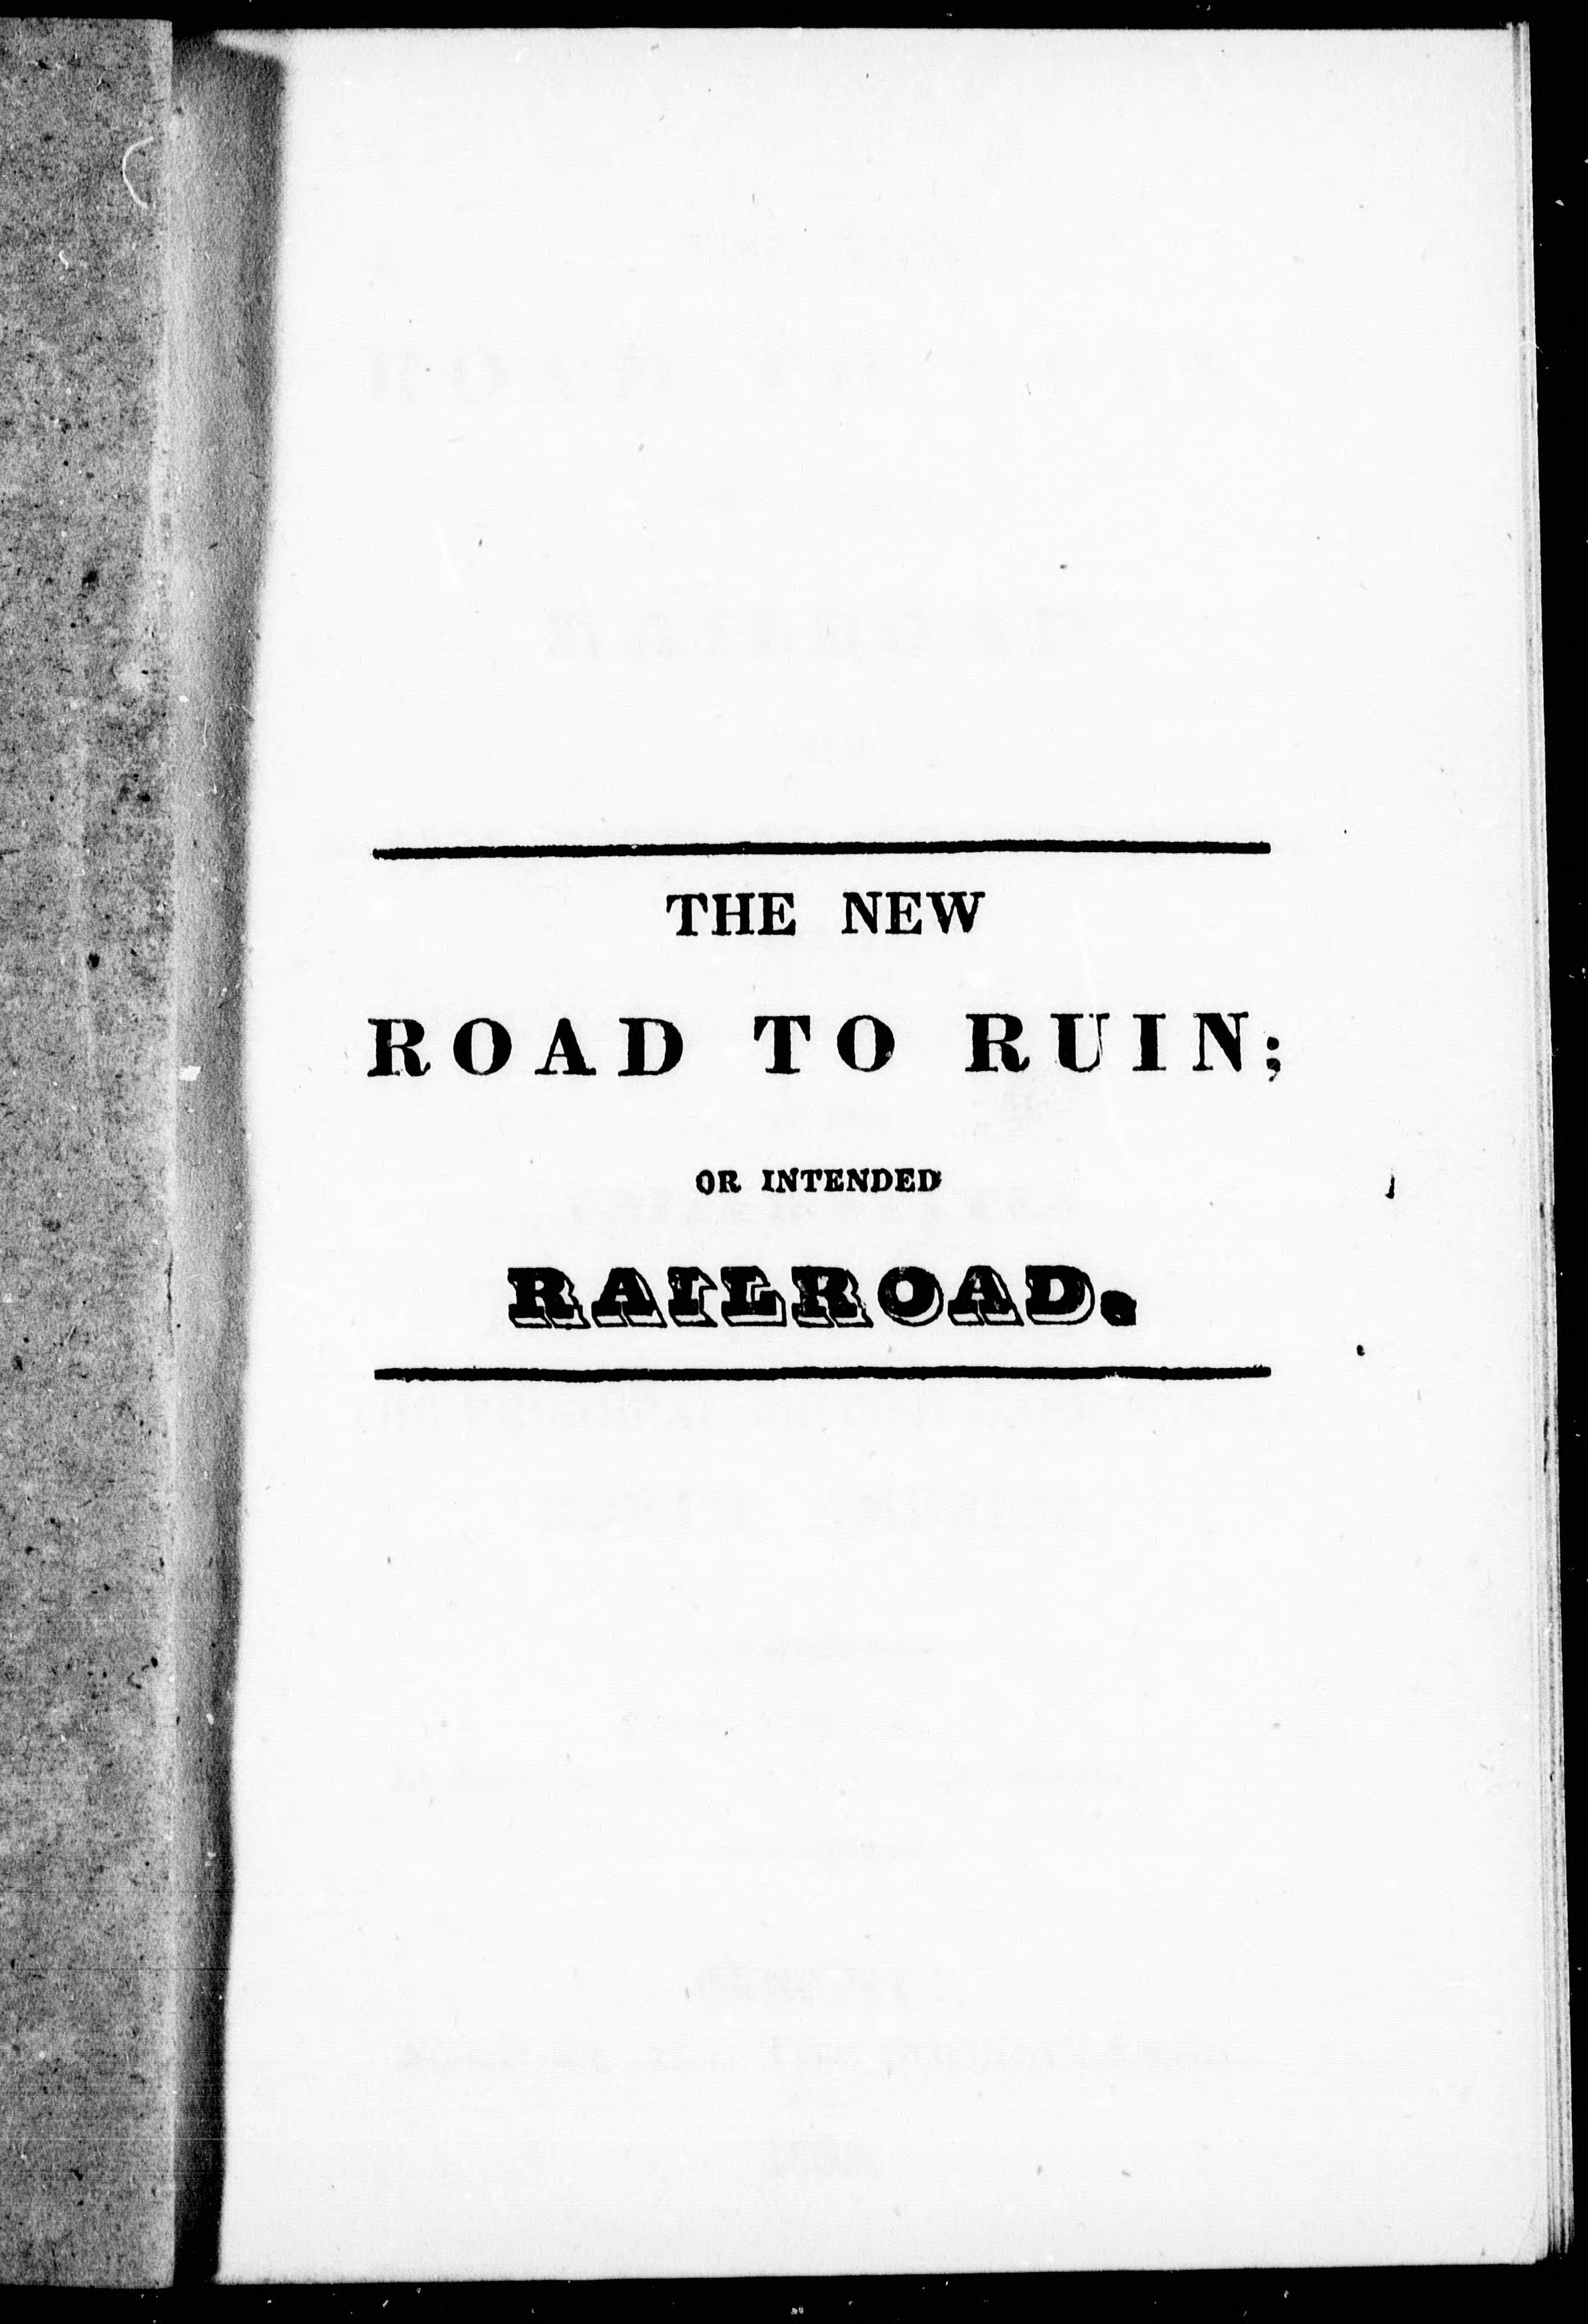 THE NEW
ROAD TO RUIN;
OR INTENDED
RAILROAD.